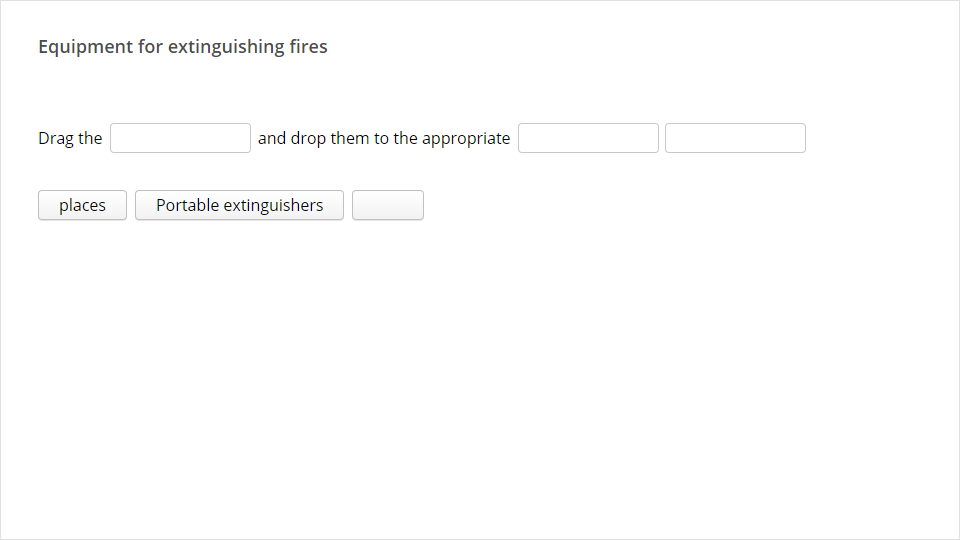 Equipment for extinguishing fires
Drag the and drop them to the appropriate
places Portable extinguishers